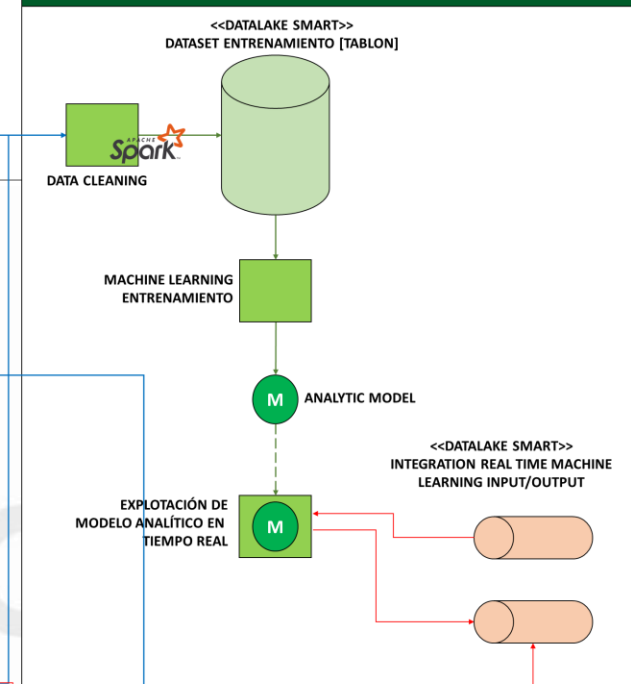 <<DATALAKE SMART>>
DATASET ENTRENAMIENTO [TABLON]
APACHE
Spark
DATA CLEANING
MACHINE LEARNING
ENTRENAMIENTO
M
ANALYTIC MODEL
<<DATALAKE SMART>>
INTEGRATION REAL TIME MACHINE
LEARNING INPUT/OUTPUT
EXPLOTACIÓN DE
MODELO ANALÍTICO EN
TIEMPO REAL
M